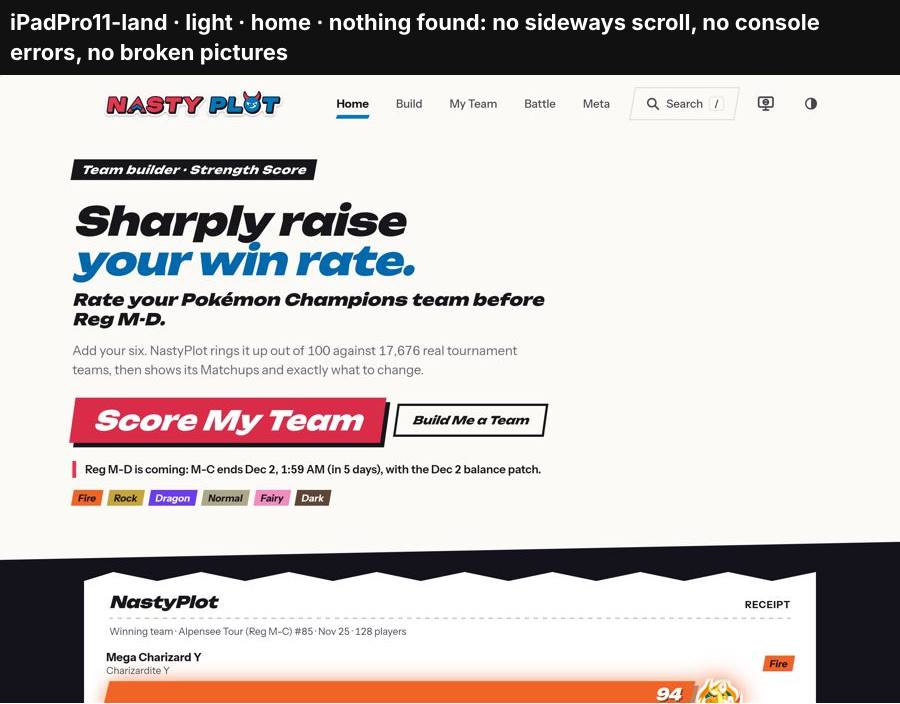 iPadPro11-land · light · home · nothing found: no sideways scroll, no console
errors, no broken pictures
NASTY PLOT
Home
Build
My Team
Battle
Meta
Search /
Team builder · Strength Score
Sharply raise
your win rate.
Rate your Pokémon Champions team before
Reg M-D.
Add your six. NastyPlot rings it up out of 100 against 17,676 real tournament
teams, then shows its Matchups and exactly what to change.
Score My Team
Build Me a Team
Reg M-D is coming: M-C ends Dec 2, 1:59 AM (in 5 days), with the Dec 2 balance patch.
Fire
Rock
Dragon
Normal
Fairy
Dark
NastyPlot
RECEIPT
Winning team · Alpensee Tour (Reg M-C) #85 · Nov 25 · 128 players
Mega Charizard Y
Charizardite Y
Fire
94